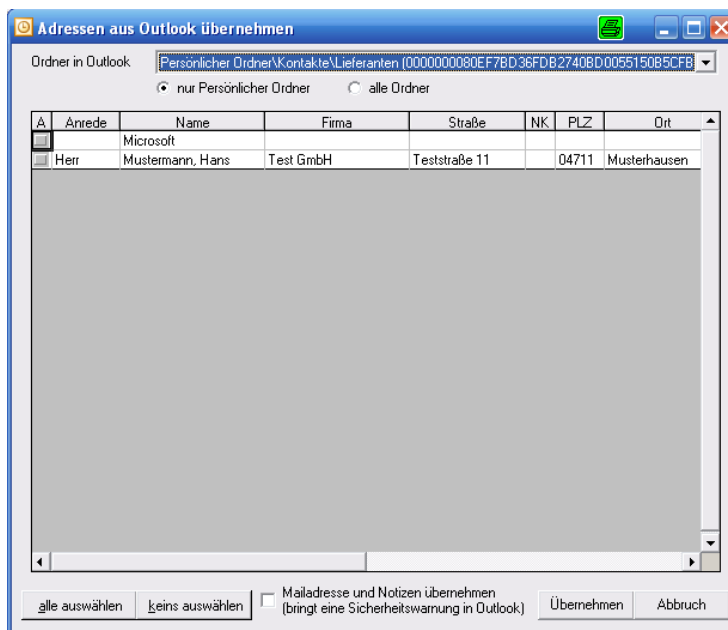 Adressen aus Outlook übernehmen
Ordner in Outlook Persönlicher Ordner\Kontakte\Lieferanten (0000000080EF7BD36FDB2740BD0055150B5CFB
nur Persönlicher Ordner alle Ordner
A Anrede Name Firma Straße NK PLZ Ort
Microsoft
Herr Mustermann, Hans Test GmbH Teststraße 11 04711 Musterhausen
alle auswählen keins auswählen Mailadresse und Notizen übernehmen
(bringt eine Sicherheitswarnung in Outlook) Übernehmen Abbruch